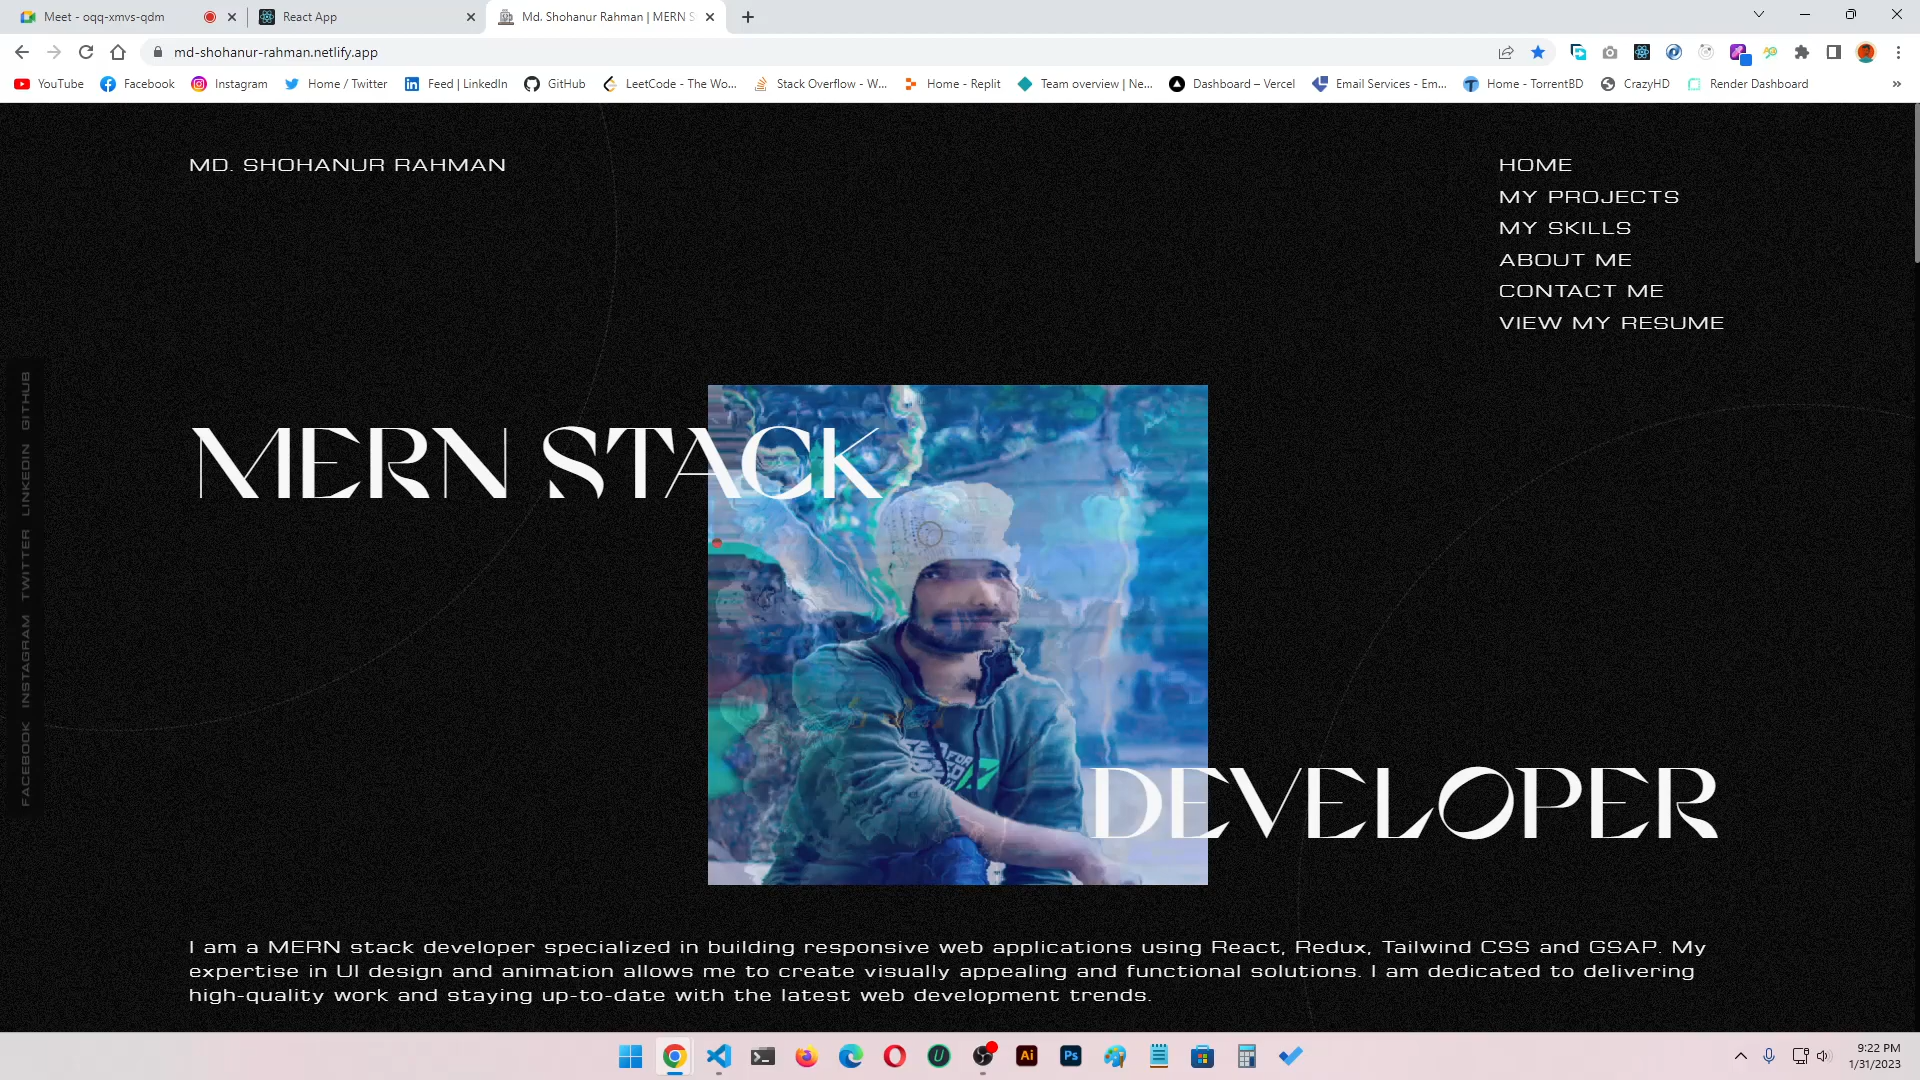 Meet - oqq-xmvs-qdm
React App
Md. Shohanur Rahman | MERN S
md-shohanur-rahman.netlify.app
YouTube
Facebook
Instagram
Home / Twitter
Feed | LinkedIn
GitHub
LeetCode - The Wo...
Stack Overflow - W...
Home - Replit
Team overview | Ne...
Dashboard – Vercel
Email Services - Em...
Home - TorrentBD
CrazyHD
Render Dashboard
»
MD. SHOHANUR RAHMAN
HOME
MY PROJECTS
MY SKILLS
ABOUT ME
CONTACT ME
VIEW MY RESUME
GITHUB
LINKEDIN
TWITTER
INSTAGRAM
FACEBOOK
MERN STACK
DEVELOPER
I am a MERN stack developer specialized in building responsive web applications using React, Redux, Tailwind CSS and GSAP. My
expertise in UI design and animation allows me to create visually appealing and functional solutions. I am dedicated to delivering
high-quality work and staying up-to-date with the latest web development trends.
Ai
Ps
9:22 PM
1/31/2023